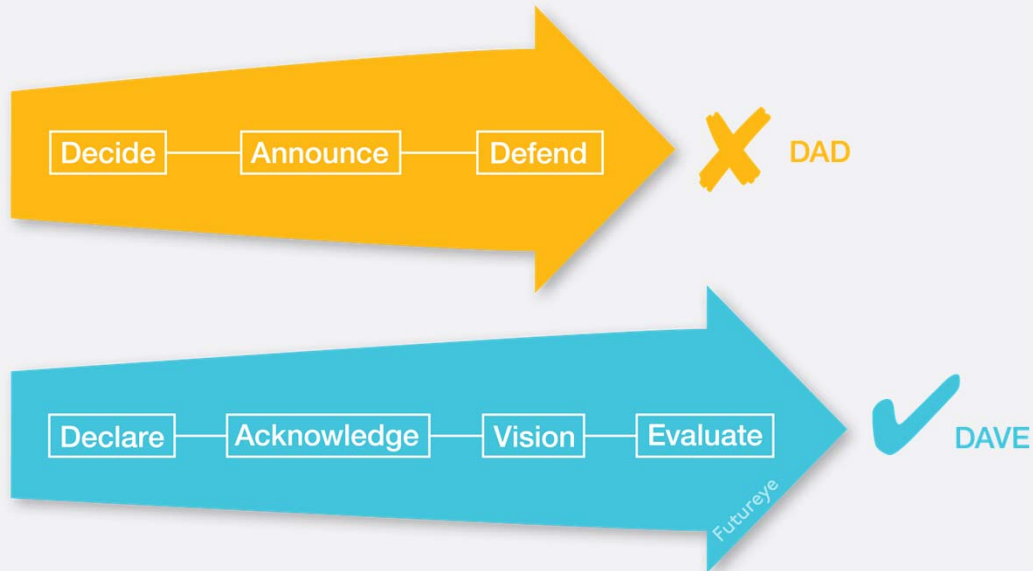 Decide Announce Defend DAD
Declare Acknowledge Vision Evaluate DAVE
Futureye